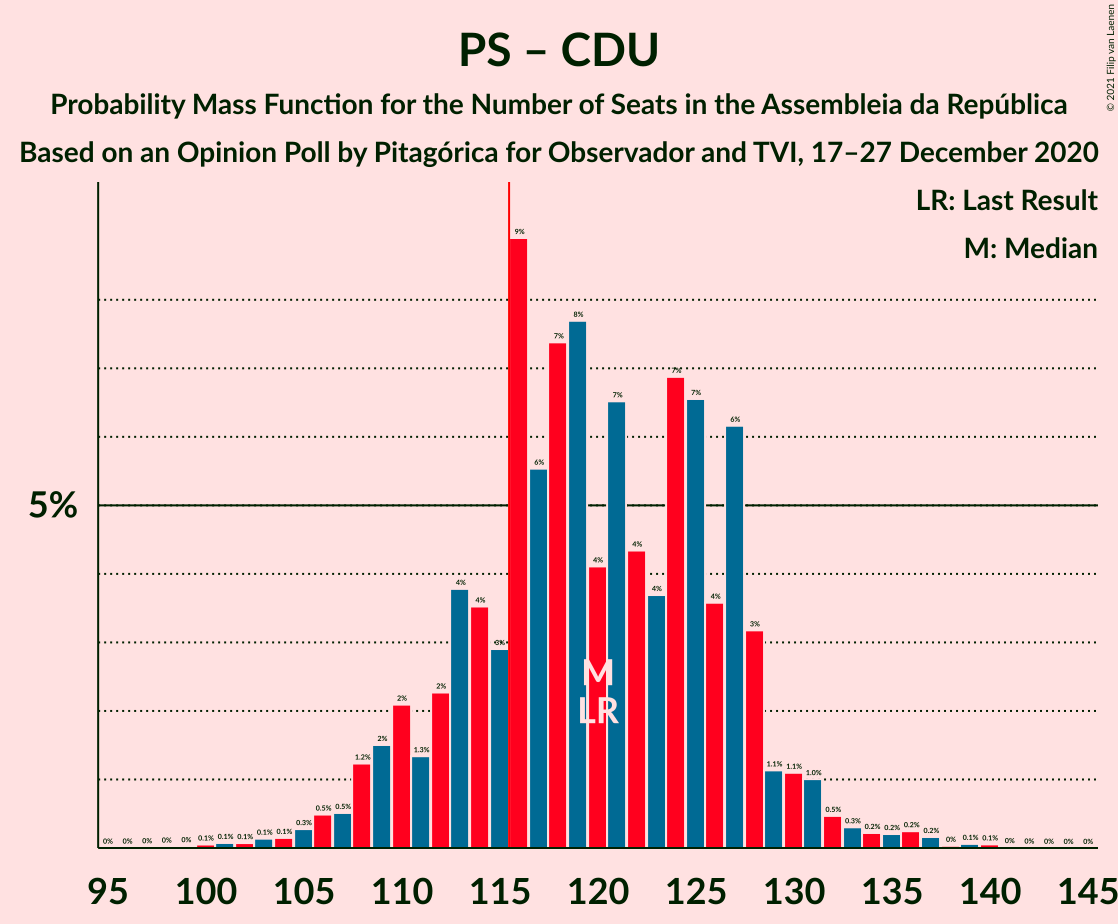 PS – CDU
Probability Mass Function for the Number of Seats in the Assembleia da República
Based on an Opinion Poll by Pitagórica for Observador and TVI, 17–27 December 2020
© 2021 Filip van Laenen
LR: Last Result
M: Median
5%
0% 0% 0% 0% 0% 0.1% 0.1% 0.1% 0.1% 0.1% 0.3% 0.5% 0.5% 1.2% 2% 2% 1.3% 2% 4% 4% 3% 9% 6% 7% 8% 4% 7% 4% 4% 7% 7% 4% 6% 3% 1.1% 1.1% 1.0% 0.5% 0.3% 0.2% 0.2% 0.2% 0.2% 0% 0.1% 0.1% 0% 0% 0% 0% 0%
M
LR
95 100 105 110 115 120 125 130 135 140 145